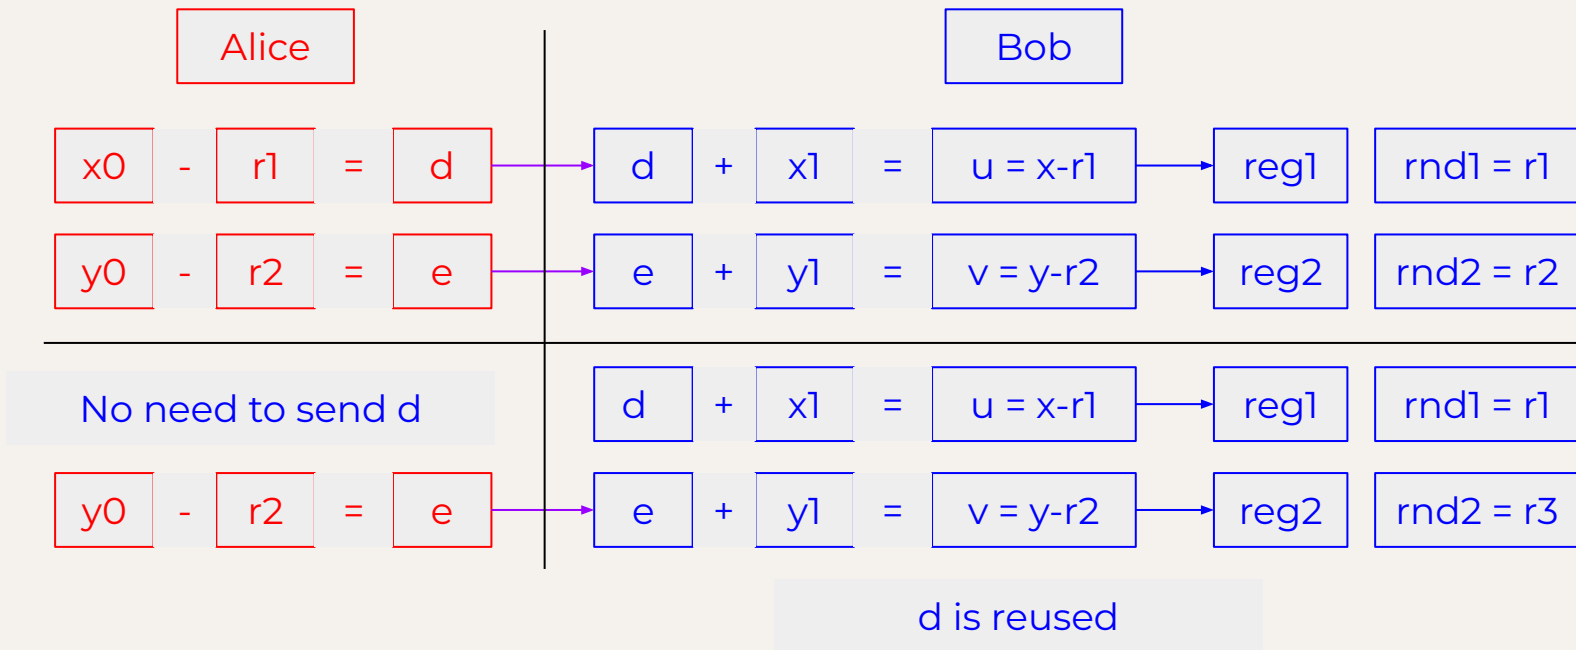 Alice
Bob
x0 - r1 = d
d + x1 = u = x-r1 reg1 rnd1 = r1
y0 - r2 = e
e + y1 = v = y-r2 reg2 rnd2 = r2
No need to send d
d + x1 = u = x-r1 reg1 rnd1 = r1
y0 - r2 = e
e + y1 = v = y-r2 reg2 rnd2 = r3
d is reused